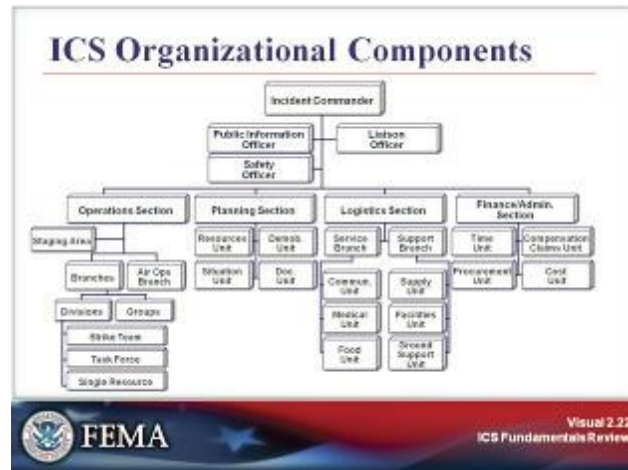 ICS Organizational Components
Incident Commander
Public Information
Officer
Liaison
Officer
Safety
Officer
Operations Section
Planning Section
Logistics Section
Finance/Admin.
Section
Staging Area
Branches
Air Ops
Branch
Divisions
Groups
Strike Team
Task Force
Single Resource
Resources
Unit
Demob.
Unit
Situation
Unit
Doc.
Unit
Service
Branch
Support
Branch
Commun.
Unit
Supply
Unit
Medical
Unit
Facilities
Unit
Food
Unit
Ground
Support
Unit
Time
Unit
Compensation
Claims Unit
Procurement
Unit
Cost
Unit
FEMA
Visual 2.22
ICS Fundamentals Review